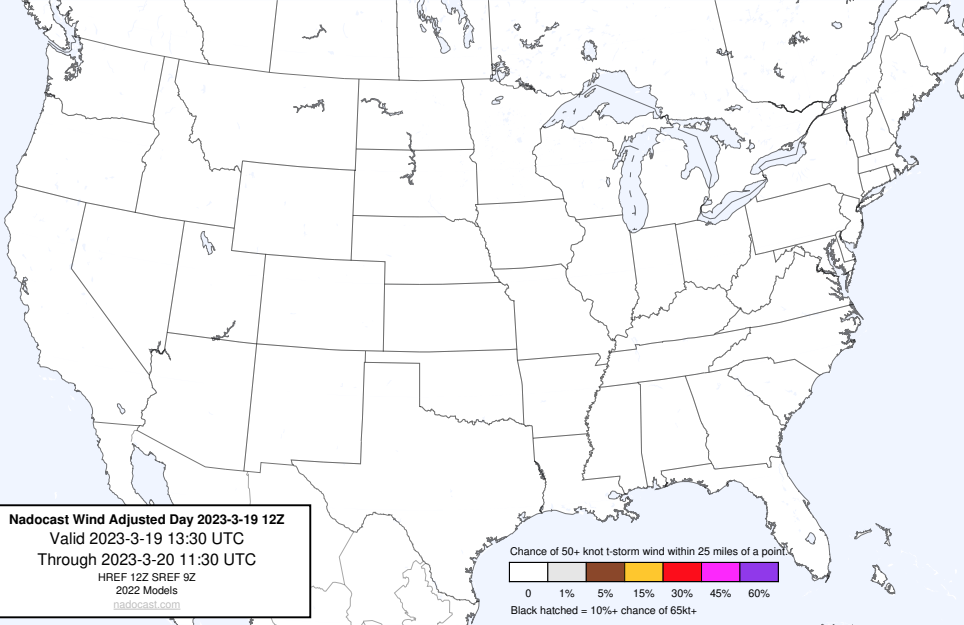 Nadocast Wind Adjusted Day 2023-3-19 12Z
Valid 2023-3-19 13:30 UTC
Through 2023-3-20 11:30 UTC
HREF 12Z SREF 9Z
2022 Models
nadocast.com
Chance of 50+ knot t-storm wind within 25 miles of a point.
0 1% 5% 15% 30% 45% 60%
Black hatched = 10%+ chance of 65kt+